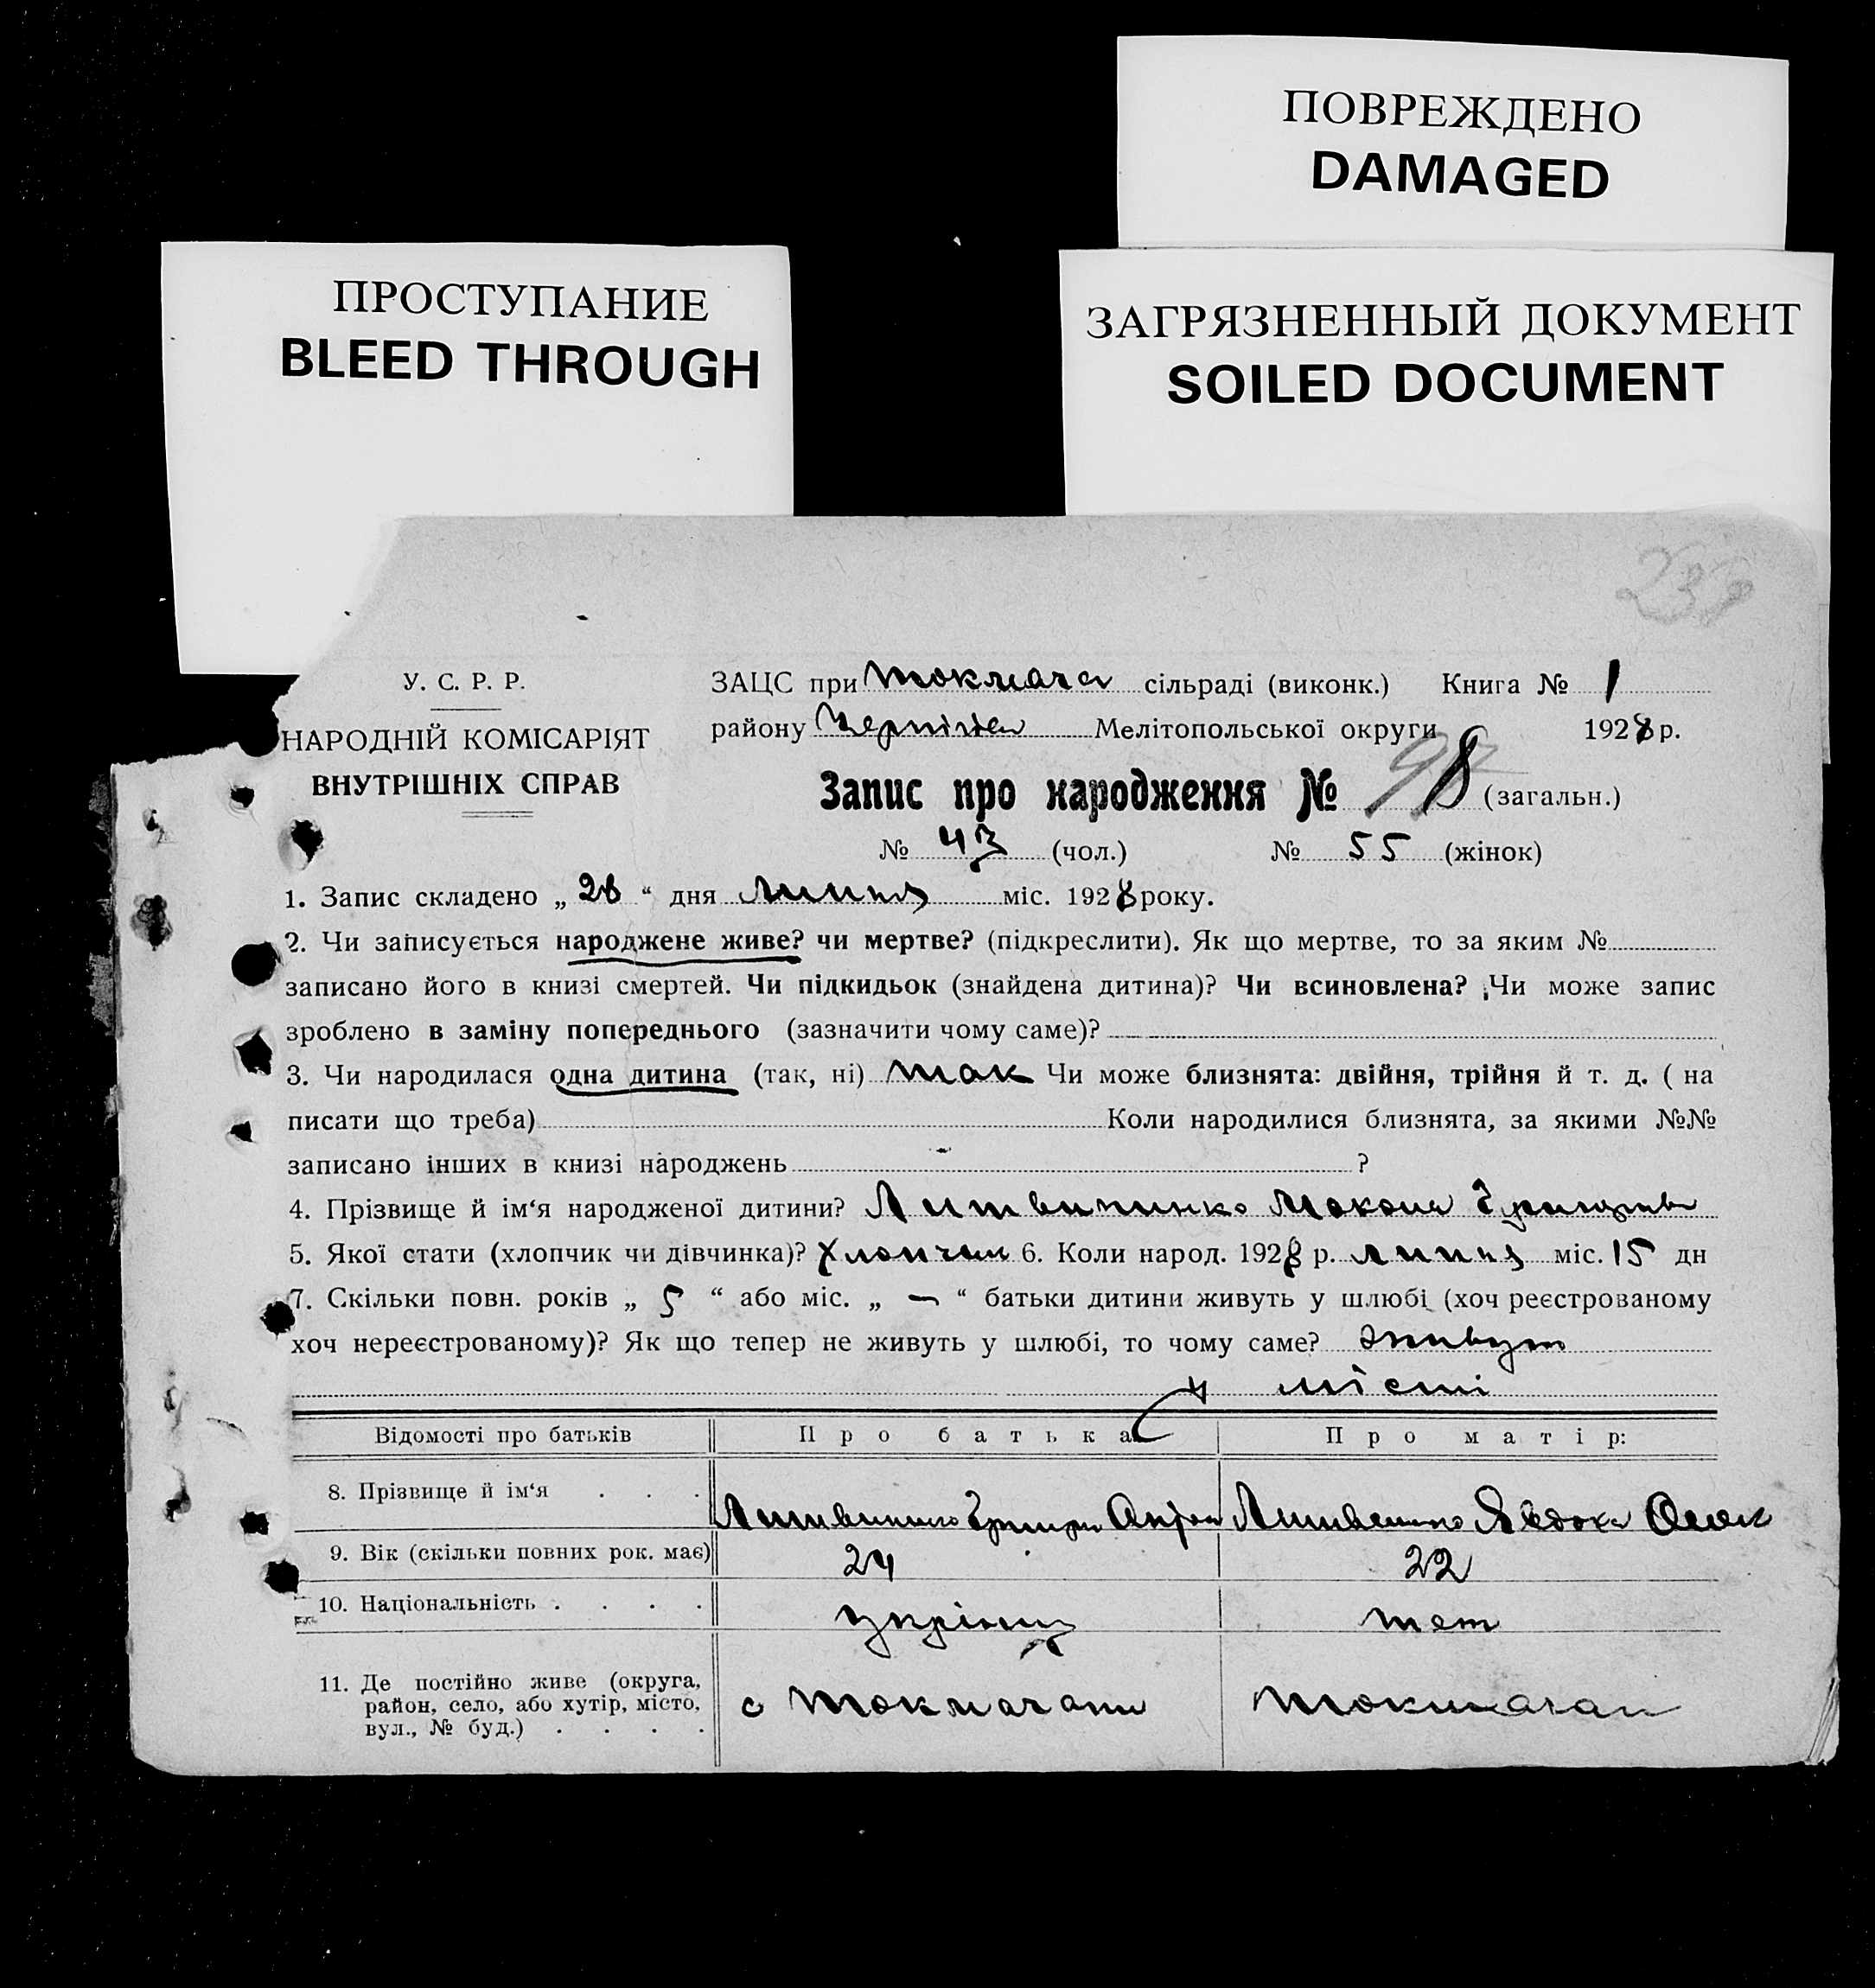 ПОВРЕЖДЕНО
DAMAGED
ПРОСТУПАНИЕ
BLEED THROUGH
ЗАГРЯЗНЕННЫЙ ДОКУМЕНТ
SOILED DOCUMENT
У. С. Р. Р.
НАРОДНІЙ КОМІСАРІЯТ
ВНУТРІШНІХ СПРАВ
ЗАЦС при Токмача сільраді (виконк.) Книга № 1
району Мелітопольської округи 1928 р.
Запис про народження № 98 (загальн.)
№ 43 (чол.) № 55 (жінок)
1. Запис складено „ 28 “ дня липня міс. 1928 року.
2. Чи записується народжене живе? чи мертве? (підкреслити). Як що мертве, то за яким №
записано його в книзі смертей. Чи підкидьок (знайдена дитина)? Чи всиновлена? Чи може запис
зроблено в заміну попереднього (зазначити чому саме)?
3. Чи народилася одна дитина (так, ні) так Чи може близнята: двійня, трійня й т. д. ( на
писати що треба) Коли народилися близнята, за якими №№
записано інших в книзі народжень ?
4. Прізвище й ім‘я народженої дитини? Литвининко
5. Якої стати (хлопчик чи дівчинка)? Хлопчик 6. Коли народ. 1928 р. липня міс. 15 дн
7. Скільки повн. років „ 5 “ або міс. „ — “ батьки дитини живуть у шлюбі (хоч реєстрованому
хоч нереєстрованому)? Як що тепер не живуть у шлюбі, то чому саме? живут
місті
Відомості про батьків Про батька Про матір:
8. Прізвище й ім‘я . . .
9. Вік (скільки повних рок. має) 24 22
10. Національність . . . . тет
11. Де постійно живе (округа,
район, село, або хутір, місто,
вул., № буд.) . . . . с Токмачани Токмачан